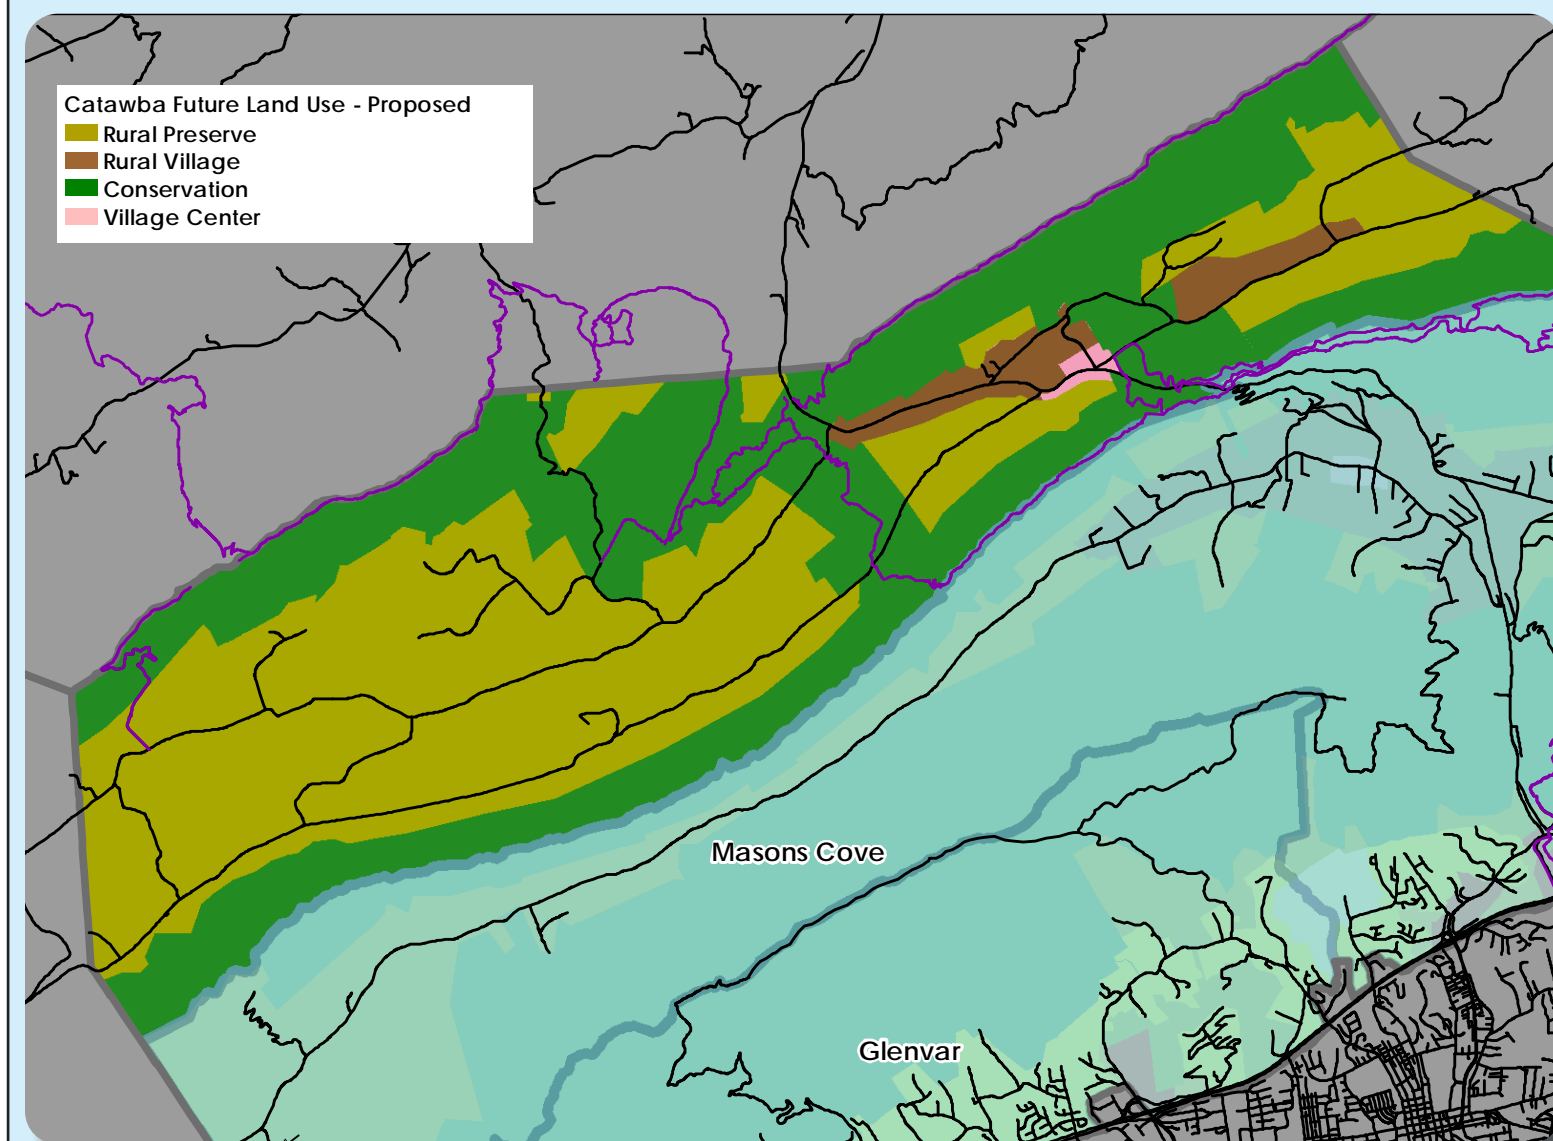 Catawba Future Land Use - Proposed
Rural Preserve
Rural Village
Conservation
Village Center
Masons Cove
Glenvar